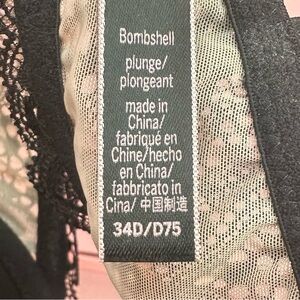 Bombshell
plunge/
plongeant
made in
China/
fabriqué en
Chine/hecho
en China/
fabbricato in
Cina/ 中国制造
34D/D75